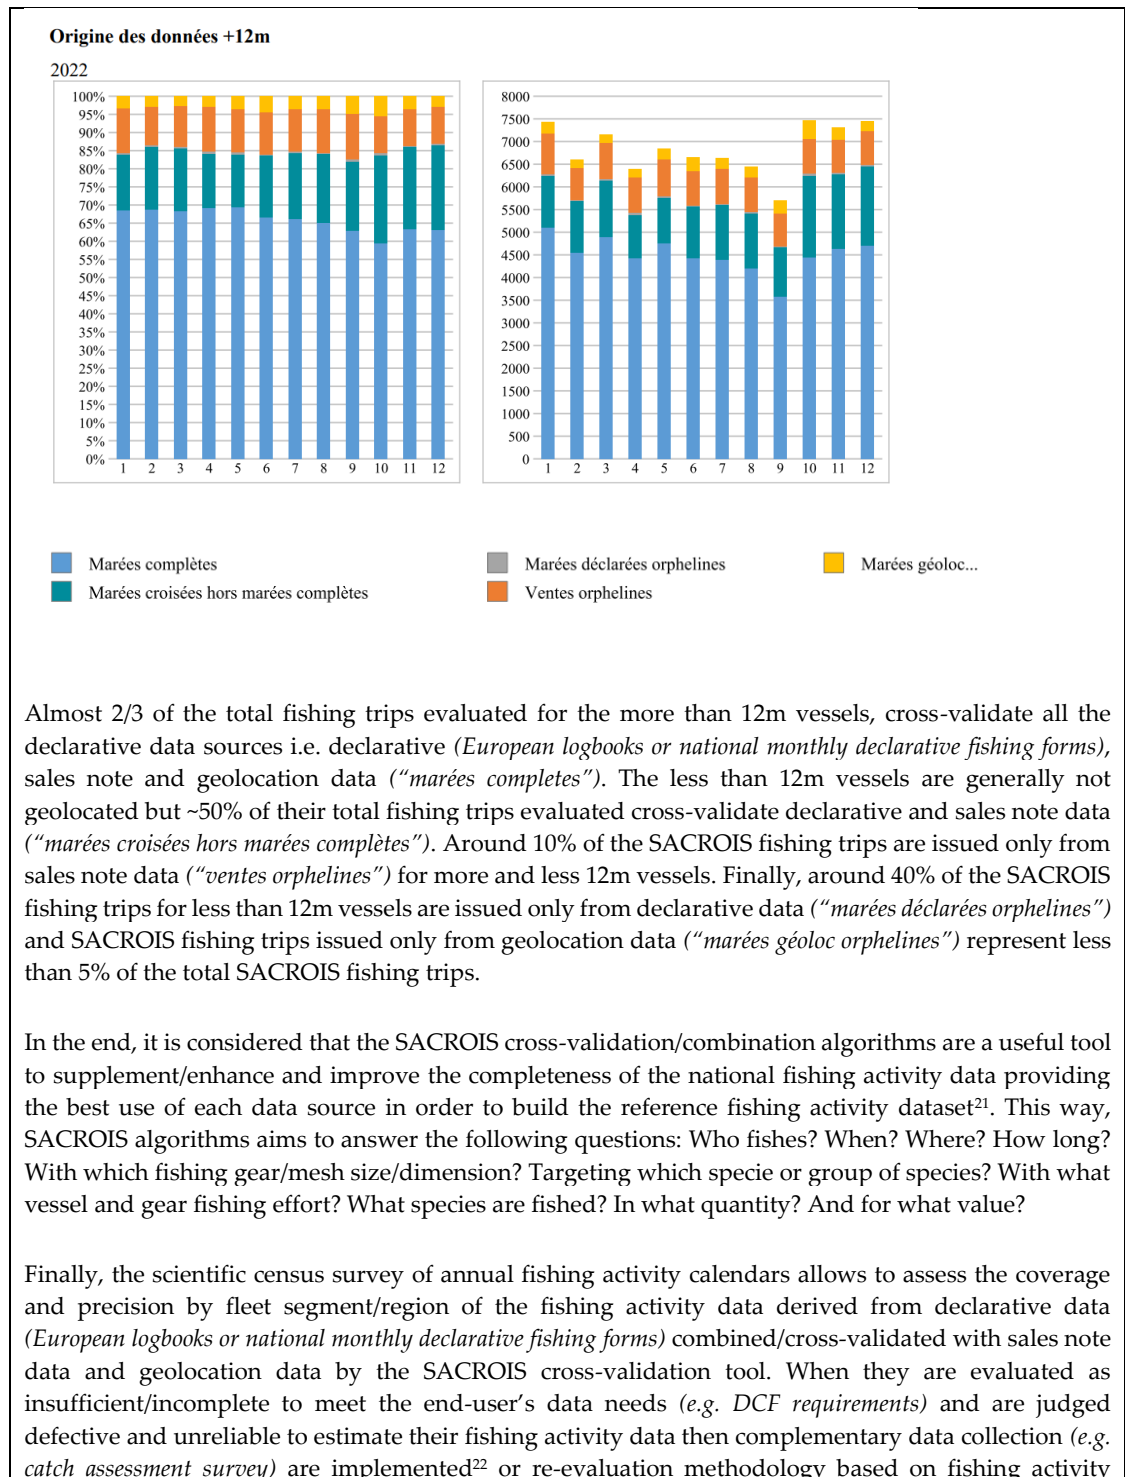 Origine des données +12m
2022
100%
95%
90%
85%
80%
75%
70%
65%
60%
55%
50%
45%
40%
35%
30%
25%
20%
15%
10%
5%
0%
1 2 3 4 5 6 7 8 9 10 11 12
8000
7500
7000
6500
6000
5500
5000
4500
4000
3500
3000
2500
2000
1500
1000
500
0
1 2 3 4 5 6 7 8 9 10 11 12
Marées complètes
Marées déclarées orphelines
Marées géoloc...
Marées croisées hors marées complètes
Ventes orphelines
Almost 2/3 of the total fishing trips evaluated for the more than 12m vessels, cross-validate all the
declarative data sources i.e. declarative (European logbooks or national monthly declarative fishing forms),
sales note and geolocation data (“marées completes”). The less than 12m vessels are generally not
geolocated but ~50% of their total fishing trips evaluated cross-validate declarative and sales note data
(“marées croisées hors marées complètes”). Around 10% of the SACROIS fishing trips are issued only from
sales note data (“ventes orphelines”) for more and less 12m vessels. Finally, around 40% of the SACROIS
fishing trips for less than 12m vessels are issued only from declarative data (“marées déclarées orphelines”)
and SACROIS fishing trips issued only from geolocation data (“marées géoloc orphelines”) represent less
than 5% of the total SACROIS fishing trips.
In the end, it is considered that the SACROIS cross-validation/combination algorithms are a useful tool
to supplement/enhance and improve the completeness of the national fishing activity data providing
the best use of each data source in order to build the reference fishing activity dataset21. This way,
SACROIS algorithms aims to answer the following questions: Who fishes? When? Where? How long?
With which fishing gear/mesh size/dimension? Targeting which specie or group of species? With what
vessel and gear fishing effort? What species are fished? In what quantity? And for what value?
Finally, the scientific census survey of annual fishing activity calendars allows to assess the coverage
and precision by fleet segment/region of the fishing activity data derived from declarative data
(European logbooks or national monthly declarative fishing forms) combined/cross-validated with sales note
data and geolocation data by the SACROIS cross-validation tool. When they are evaluated as
insufficient/incomplete to meet the end-user’s data needs (e.g. DCF requirements) and are judged
defective and unreliable to estimate their fishing activity data then complementary data collection (e.g.
catch assessment survey) are implemented22 or re-evaluation methodology based on fishing activity